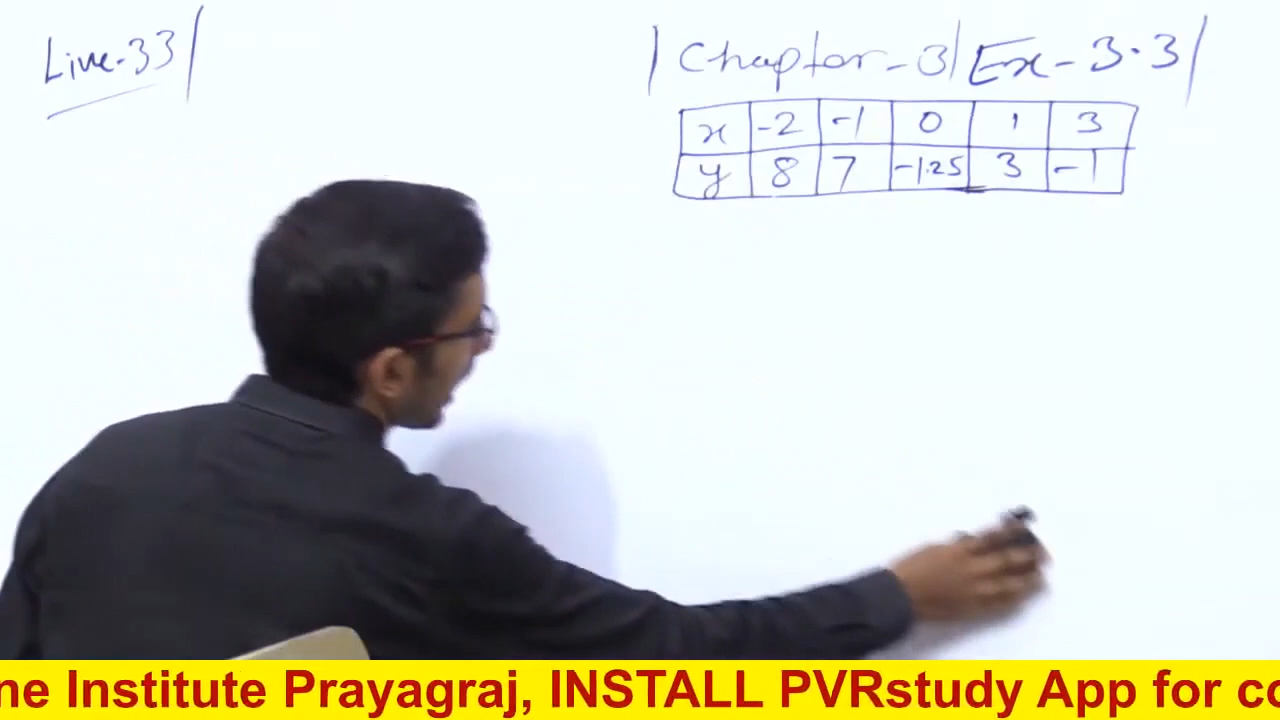 Live-33|
|Chapter-3|Ex-3.3|
x -2 -1 0 1 3
y 8 7 -1.25 3 -1
ne Institute Prayagraj, INSTALL PVRstudy App for co